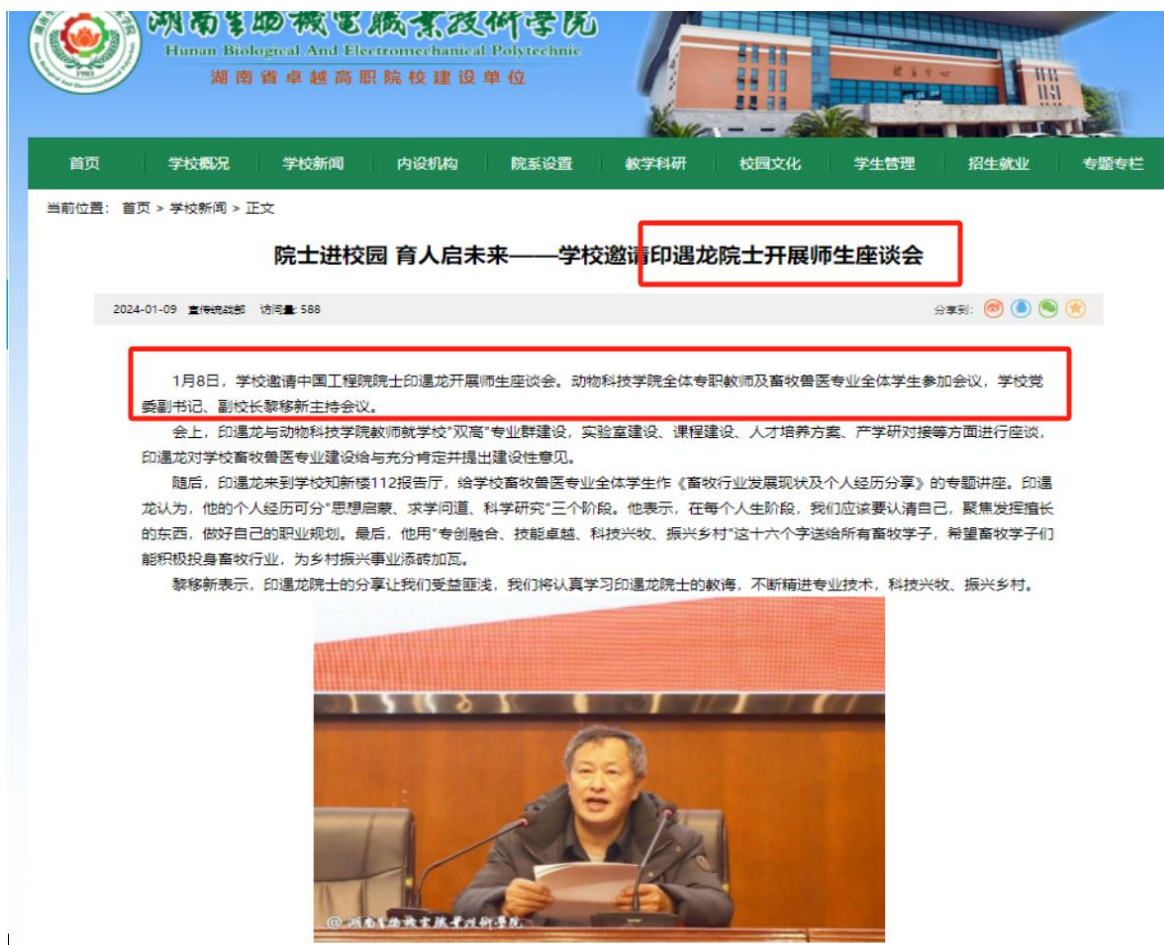 湖南生物機電職業技術学院
Hunan Biological And Electromechanical Polytechnic
湖南省卓越高职院校建设单位
首页 学校概况 学校新闻 内设机构 院系设置 教学科研 校园文化 学生管理 招生就业 专题专栏
当前位置： 首页 > 学校新闻 > 正文
院士进校园 育人启未来——学校邀请印遇龙院士开展师生座谈会
2024-01-09 宣传统战部 访问量: 588
分享到:
1月8日，学校邀请中国工程院院士印遇龙开展师生座谈会。动物科技学院全体专职教师及畜牧兽医专业全体学生参加会议，学校党
委副书记、副校长黎移新主持会议。
会上，印遇龙与动物科技学院教师就学校"双高"专业群建设，实验室建设、课程建设、人才培养方案、产学研对接等方面进行座谈，
印遇龙对学校畜牧兽医专业建设给与充分肯定并提出建设性意见。
随后，印遇龙来到学校知新楼112报告厅，给学校畜牧兽医专业全体学生作《畜牧行业发展现状及个人经历分享》的专题讲座。印遇
龙认为，他的个人经历可分"思想启蒙、求学问道、科学研究"三个阶段。他表示，在每个人生阶段，我们应该要认清自己，聚焦发挥擅长
的东西，做好自己的职业规划。最后，他用"专创融合、技能卓越、科技兴牧、振兴乡村"这十六个字送给所有畜牧学子，希望畜牧学子们
能积极投身畜牧行业，为乡村振兴事业添砖加瓦。
黎移新表示，印遇龙院士的分享让我们受益匪浅，我们将认真学习印遇龙院士的教诲，不断精进专业技术，科技兴牧、振兴乡村。
@湖南生物機電職業技術学院